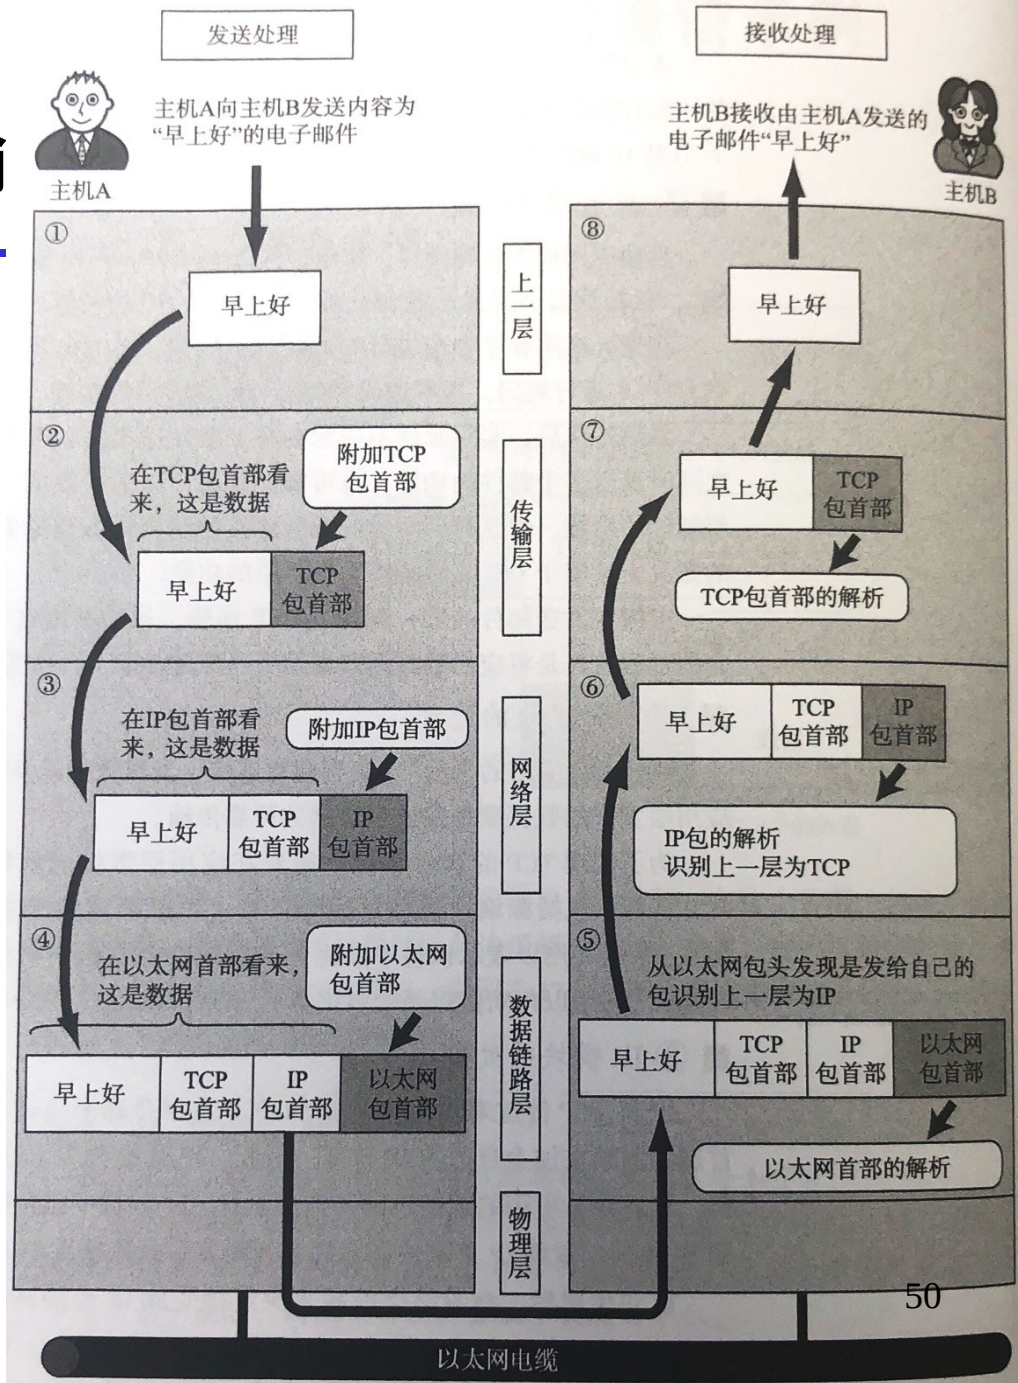 发送处理
接收处理
主机A向主机B发送内容为
“早上好”的电子邮件
主机A
主机B接收由主机A发送的
电子邮件“早上好”
主机B
①
早上好
上一层
⑧
早上好
②
在TCP包首部看
来，这是数据
附加TCP
包首部
早上好
TCP
包首部
传输层
⑦
早上好
TCP
包首部
TCP包首部的解析
③
在IP包首部看
来，这是数据
附加IP包首部
早上好
TCP
包首部
IP
包首部
网络层
⑥
早上好
TCP
包首部
IP
包首部
IP包的解析
识别上一层为TCP
④
在以太网首部看来，
这是数据
附加以太网
包首部
早上好
TCP
包首部
IP
包首部
以太网
包首部
数据链路层
⑤
从以太网包头发现是发给自己的
包识别上一层为IP
早上好
TCP
包首部
IP
包首部
以太网
包首部
以太网首部的解析
物理层
50
以太网电缆